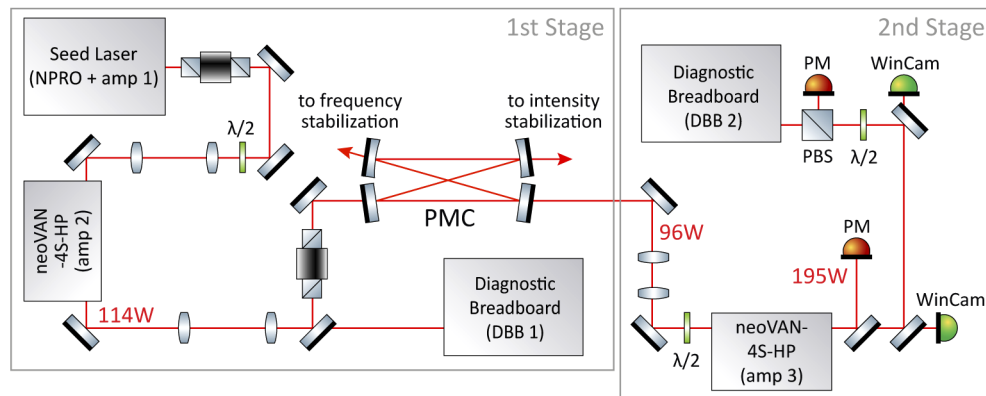 1st Stage
Seed Laser
(NPRO + amp 1)
to frequency
stabilization
to intensity
stabilization
λ/2
neoVAN
-4S-HP
(amp 2)
PMC
114W
Diagnostic
Breadboard
(DBB 1)
2nd Stage
Diagnostic
Breadboard
(DBB 2)
PM
WinCam
PBS
λ/2
96W
PM
195W
WinCam
λ/2
neoVAN-
4S-HP
(amp 3)